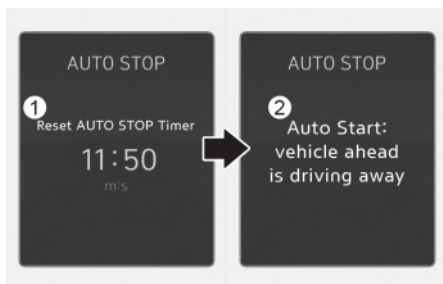 AUTO STOP
1
Reset AUTO STOP Timer
11:50
m:s
AUTO STOP
2
Auto Start:
vehicle ahead
is driving away